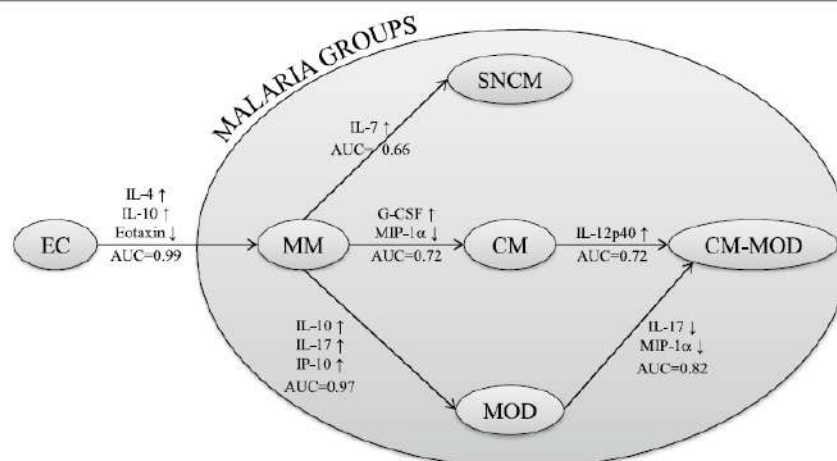 MALARIA GROUPS
SNCM
IL-7 ↑
AUC= 0.66
IL-4 ↑
IL-10 ↑
Eotaxin ↓
AUC=0.99
EC
MM
G-CSF ↑
MIP-1α ↓
AUC=0.72
CM
IL-12p40 ↑
AUC=0.72
CM-MOD
IL-10 ↑
IL-17 ↑
IP-10 ↑
AUC=0.97
IL-17 ↓
MIP-1α ↓
AUC=0.82
MOD